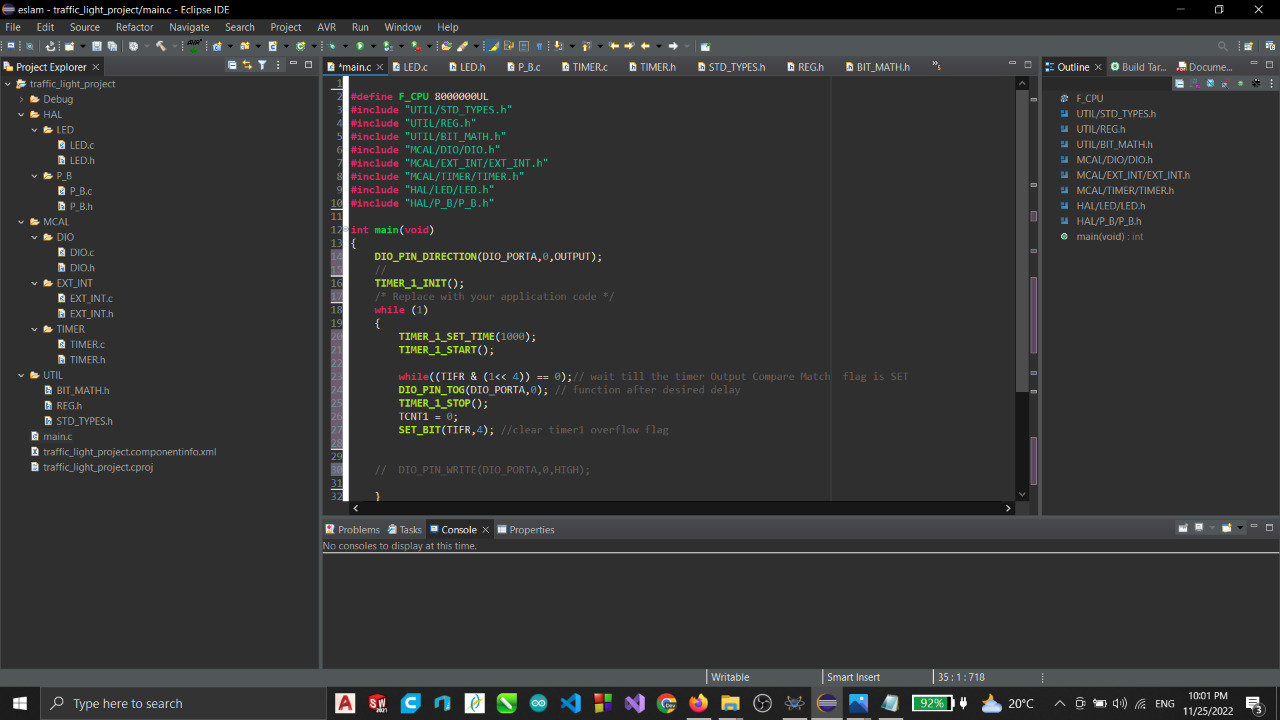 eslam - traffic_light_project/main.c - Eclipse IDE
File Edit Source Refactor Navigate Search Project AVR Run Window Help
Project Explorer
traffic_light_project
Debug
HAL
LED
LED.c
LED.h
P_B
P_B.c
P_B.h
MCAL
DIO
DIO.c
DIO.h
EXT_INT
EXT_INT.c
EXT_INT.h
TIMER
TIMER.c
TIMER.h
UTIL
BIT_MATH.h
REG.h
STD_TYPES.h
main.c
traffic_light_project.componentinfo.xml
traffic_light_project.cproj
*main.c LED.c LED.h P_B.c TIMER.c TIMER.h STD_TYPES.h REG.h BIT_MATH.h
1
2 #define F_CPU 8000000UL
3 #include "UTIL/STD_TYPES.h"
4 #include "UTIL/REG.h"
5 #include "UTIL/BIT_MATH.h"
6 #include "MCAL/DIO/DIO.h"
7 #include "MCAL/EXT_INT/EXT_INT.h"
8 #include "MCAL/TIMER/TIMER.h"
9 #include "HAL/LED/LED.h"
10 #include "HAL/P_B/P_B.h"
11
12 int main(void)
13 {
14 DIO_PIN_DIRECTION(DIO_PORTA,0,OUTPUT);
15 //
16 TIMER_1_INIT();
17 /* Replace with your application code */
18 while (1)
19 {
20 TIMER_1_SET_TIME(1000);
21 TIMER_1_START();
22
23 while((TIFR & (1<< 4)) == 0);// wait till the timer Output Compare Match  flag is SET
24 DIO_PIN_TOG(DIO_PORTA,0); // function after desired delay
25 TIMER_1_STOP();
26 TCNT1 = 0;
27 SET_BIT(TIFR,4); //clear timer1 overflow flag
28
29
30 //  DIO_PIN_WRITE(DIO_PORTA,0,HIGH);
31
32 }
Outline Build Tar... Docume...
F_CPU
UTIL/STD_TYPES.h
UTIL/REG.h
UTIL/BIT_MATH.h
MCAL/DIO/DIO.h
MCAL/EXT_INT/EXT_INT.h
MCAL/TIMER/TIMER.h
HAL/LED/LED.h
HAL/P_B/P_B.h
main(void) : int
Problems Tasks Console Properties
No consoles to display at this time.
Writable Smart Insert 35 : 1 : 718
Type here to search
92% 20°C ENG
10:01 PM
11/25/2022
3